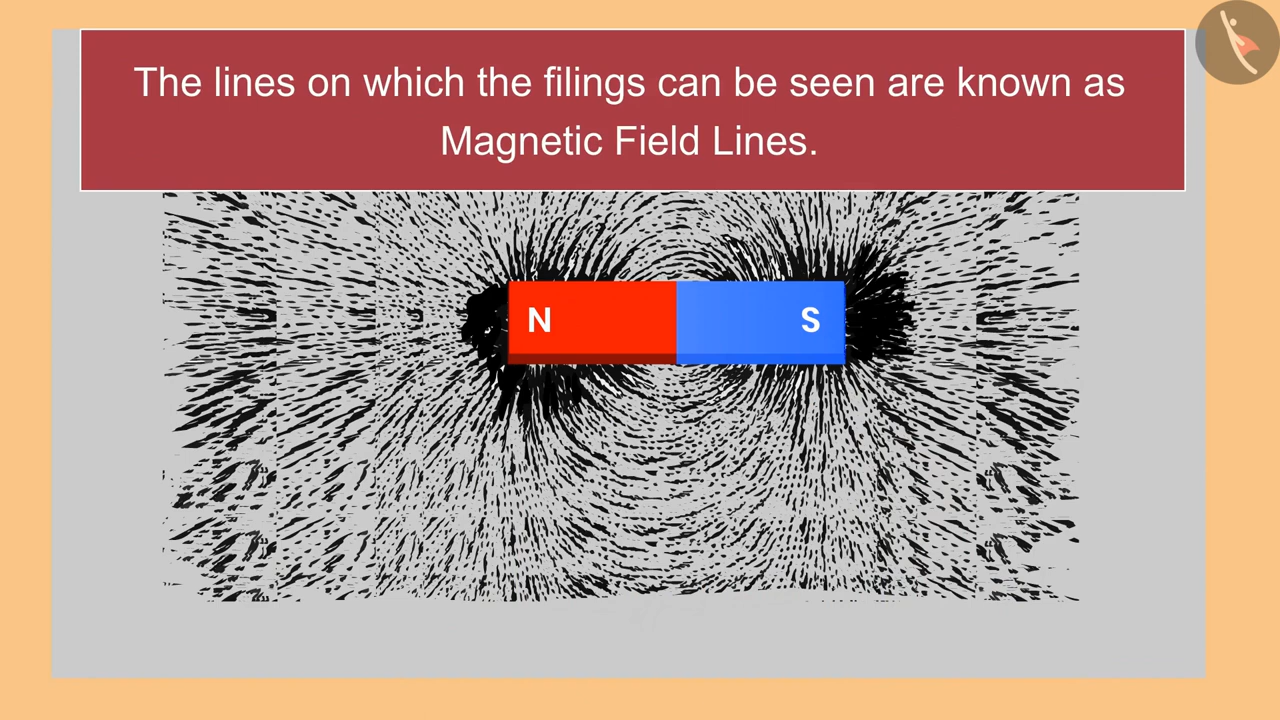 The lines on which the filings can be seen are known as
Magnetic Field Lines.
N S